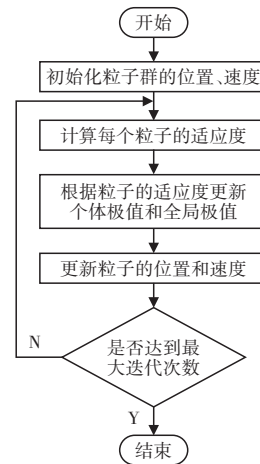 开始
初始化粒子群的位置、速度
计算每个粒子的适应度
根据粒子的适应度更新
个体极值和全局极值
更新粒子的位置和速度
N
是否达到最
大迭代次数
Y
结束